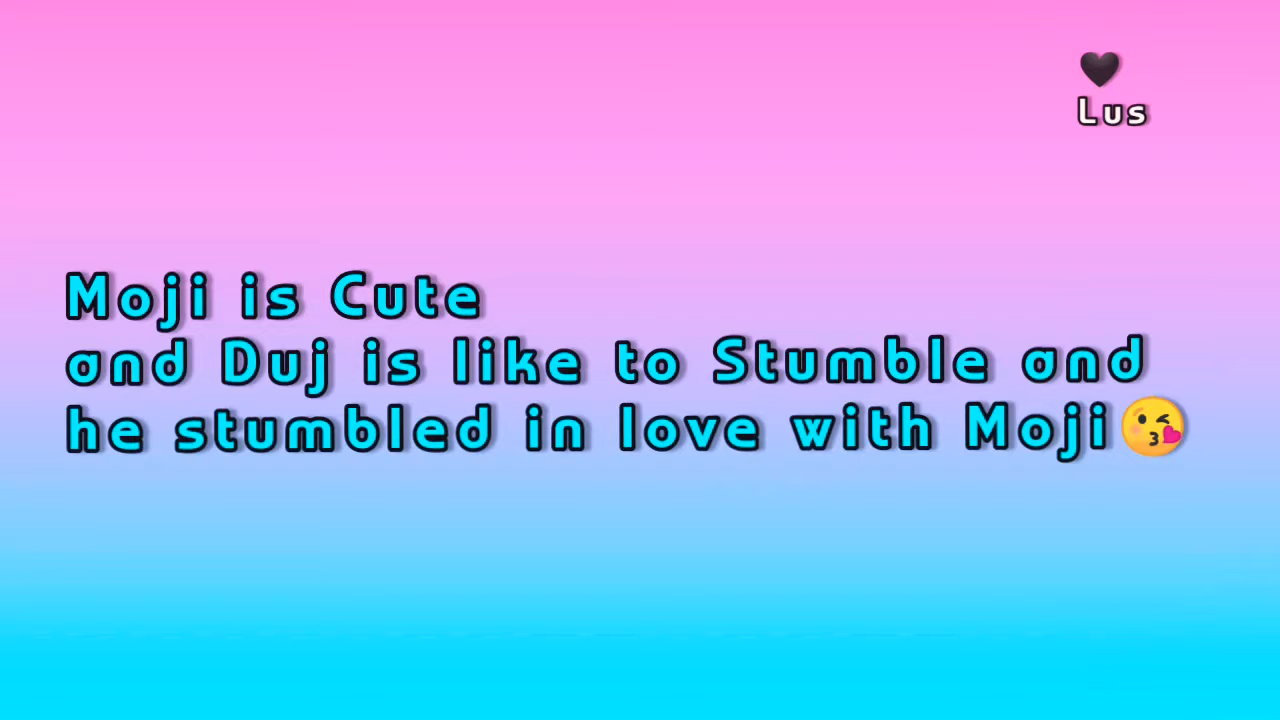 🖤
Lus
Moji is Cute
and Duj is like to Stumble and
he stumbled in love with Moji😘